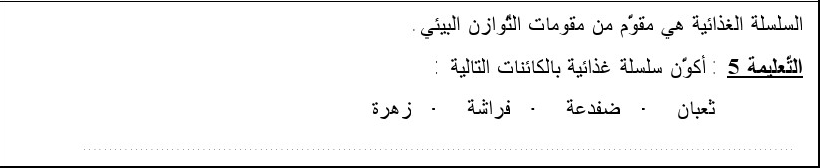 السلسلة الغذائية هي مقوّم من مقومات التّوازن البيئي .
التّعليمة 5 : أكوّن سلسلة غذائية بالكائنات التالية :
ثعبان · ضفدعة · فراشة · زهرة